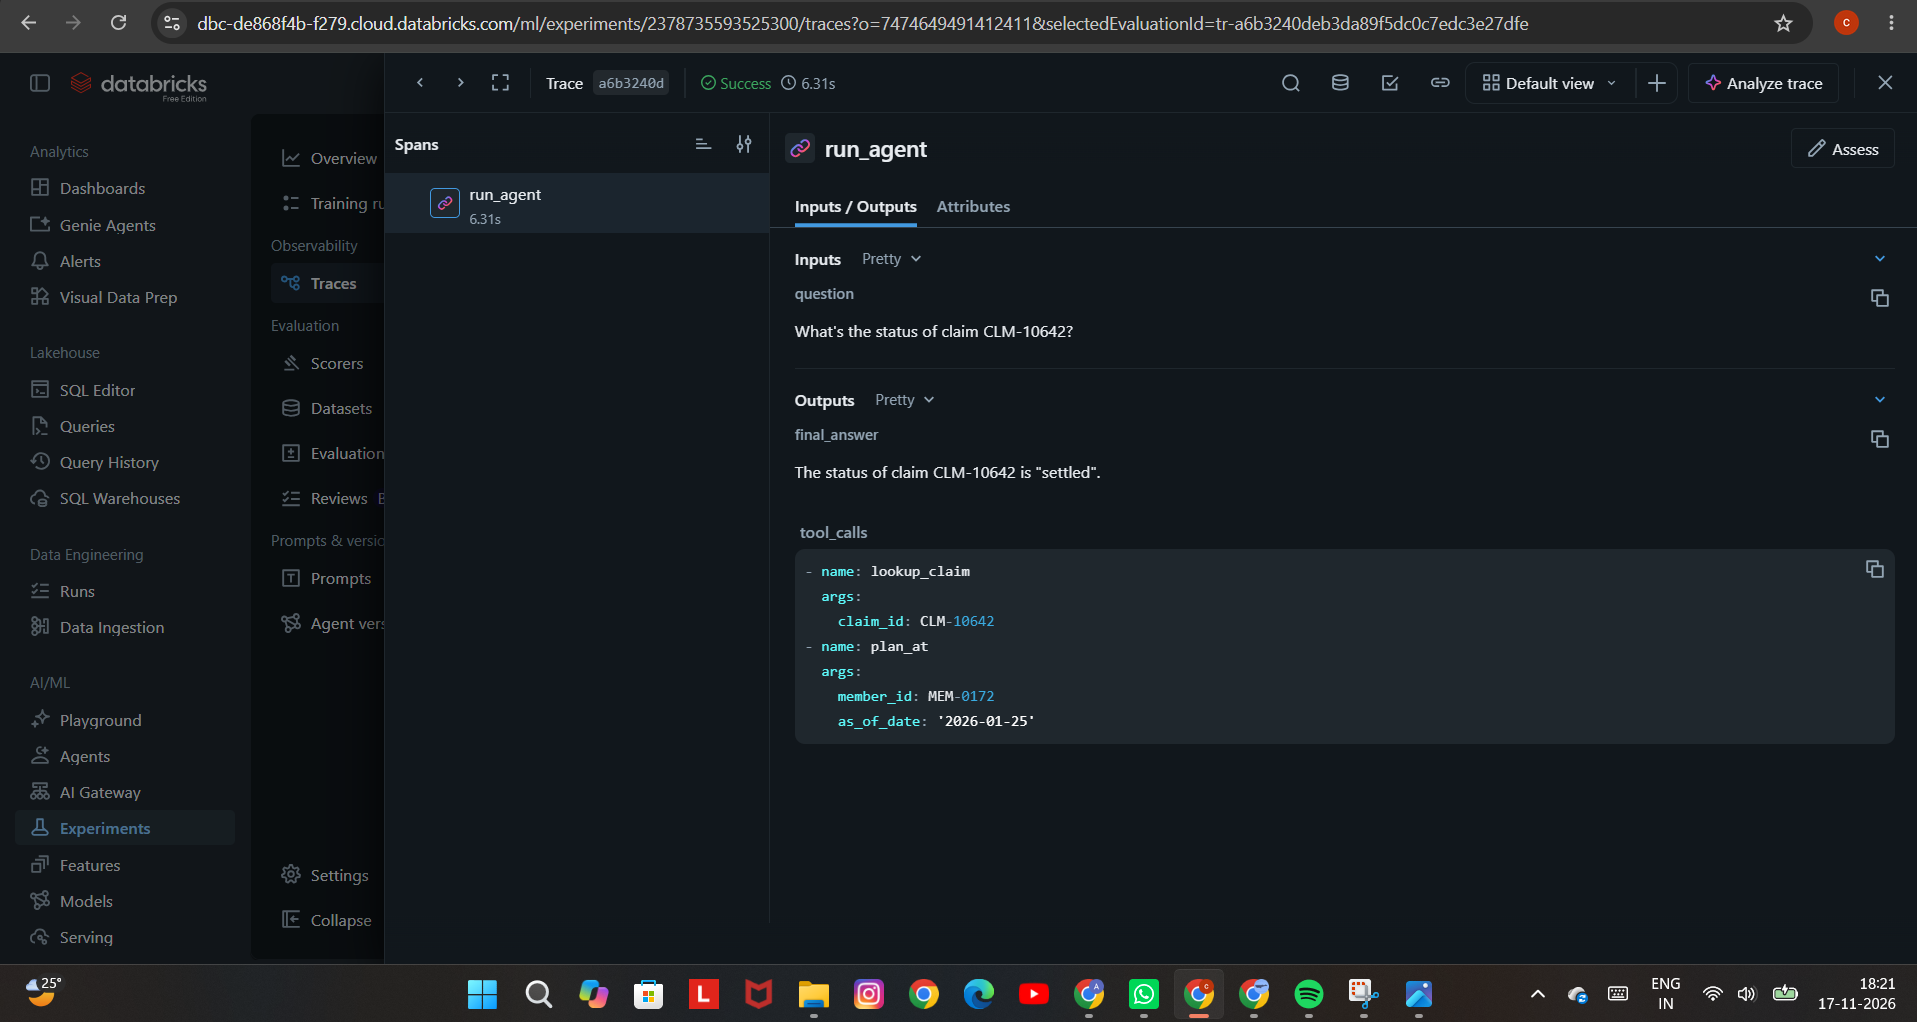 dbc-de868f4b-f279.cloud.databricks.com/ml/experiments/2378735593525300/traces?o=7474649491412411&selectedEvaluationId=tr-a6b3240deb3da89f5dc0c7edc3e27dfe
c
databricks
Free Edition
Analytics
Dashboards
Genie Agents
Alerts
Visual Data Prep
Lakehouse
SQL Editor
Queries
Query History
SQL Warehouses
Data Engineering
Runs
Data Ingestion
AI/ML
Playground
Agents
AI Gateway
Experiments
Features
Models
Serving
Overview
Training ru
Observability
Traces
Evaluation
Scorers
Datasets
Evaluation
Reviews
Prompts & versio
Prompts
Agent vers
Settings
Collapse
Trace a6b3240d Success 6.31s
Default view
Analyze trace
Spans
run_agent
6.31s
run_agent
Assess
Inputs / Outputs Attributes
Inputs Pretty
question
What's the status of claim CLM-10642?
Outputs Pretty
final_answer
The status of claim CLM-10642 is "settled".
tool_calls
- name: lookup_claim
args:
claim_id: CLM-10642
- name: plan_at
args:
member_id: MEM-0172
as_of_date: '2026-01-25'
25°
L
A
c
ENG
IN
18:21
17-11-2026